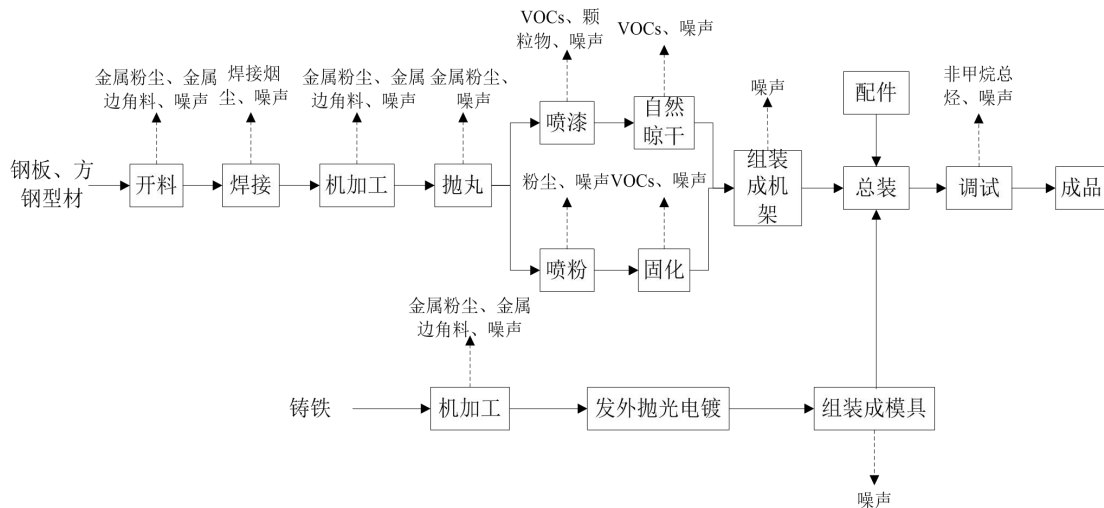 VOCs、颗
粒物、噪声
VOCs、噪声
金属粉尘、金属
边角料、噪声
焊接烟
尘、噪声
金属粉尘、金属
边角料、噪声
金属粉尘、
噪声
噪声
非甲烷总
烃、噪声
喷漆
自然
晾干
配件
钢板、方
钢型材
开料
焊接
机加工
抛丸
组装
成机
架
总装
调试
成品
粉尘、噪声
VOCs、噪声
喷粉
固化
金属粉尘、金属
边角料、噪声
铸铁
机加工
发外抛光电镀
组装成模具
噪声